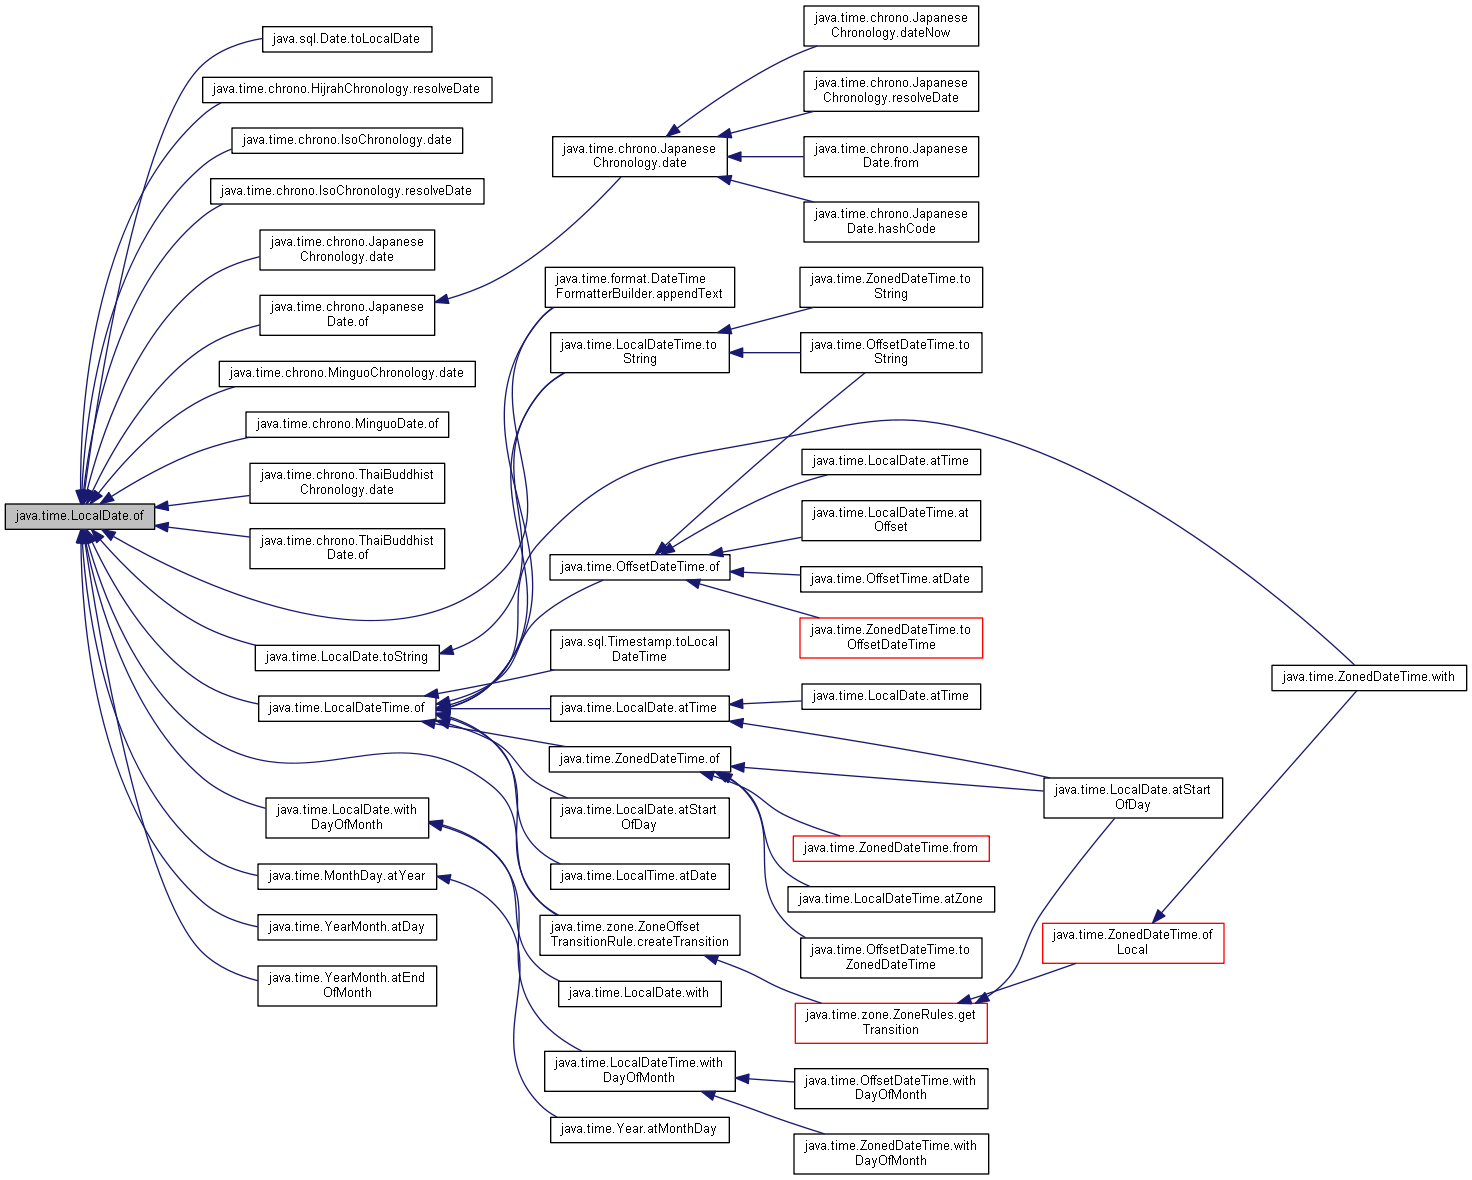 java.time.LocalDate.of
java.sql.Date.toLocalDate
java.time.chrono.HijrahChronology.resolveDate
java.time.chrono.IsoChronology.date
java.time.chrono.IsoChronology.resolveDate
java.time.chrono.Japanese
Chronology.date
java.time.chrono.Japanese
Date.of
java.time.chrono.MinguoChronology.date
java.time.chrono.MinguoDate.of
java.time.chrono.ThaiBuddhist
Chronology.date
java.time.chrono.ThaiBuddhist
Date.of
java.time.LocalDate.toString
java.time.LocalDateTime.of
java.time.LocalDate.with
DayOfMonth
java.time.MonthDay.atYear
java.time.YearMonth.atDay
java.time.YearMonth.atEnd
OfMonth
java.time.chrono.Japanese
Chronology.date
java.time.format.DateTime
FormatterBuilder.appendText
java.time.LocalDateTime.to
String
java.time.OffsetDateTime.of
java.sql.Timestamp.toLocal
DateTime
java.time.LocalDate.atTime
java.time.ZonedDateTime.of
java.time.LocalDate.atStart
OfDay
java.time.LocalTime.atDate
java.time.zone.ZoneOffset
TransitionRule.createTransition
java.time.LocalDate.with
java.time.LocalDateTime.with
DayOfMonth
java.time.Year.atMonthDay
java.time.chrono.Japanese
Chronology.dateNow
java.time.chrono.Japanese
Chronology.resolveDate
java.time.chrono.Japanese
Date.from
java.time.chrono.Japanese
Date.hashCode
java.time.ZonedDateTime.to
String
java.time.OffsetDateTime.to
String
java.time.LocalDate.atTime
java.time.LocalDateTime.at
Offset
java.time.OffsetTime.atDate
java.time.ZonedDateTime.to
OffsetDateTime
java.time.LocalDate.atTime
java.time.ZonedDateTime.from
java.time.LocalDateTime.atZone
java.time.OffsetDateTime.to
ZonedDateTime
java.time.zone.ZoneRules.get
Transition
java.time.OffsetDateTime.with
DayOfMonth
java.time.ZonedDateTime.with
DayOfMonth
java.time.LocalDate.atStart
OfDay
java.time.ZonedDateTime.of
Local
java.time.ZonedDateTime.with